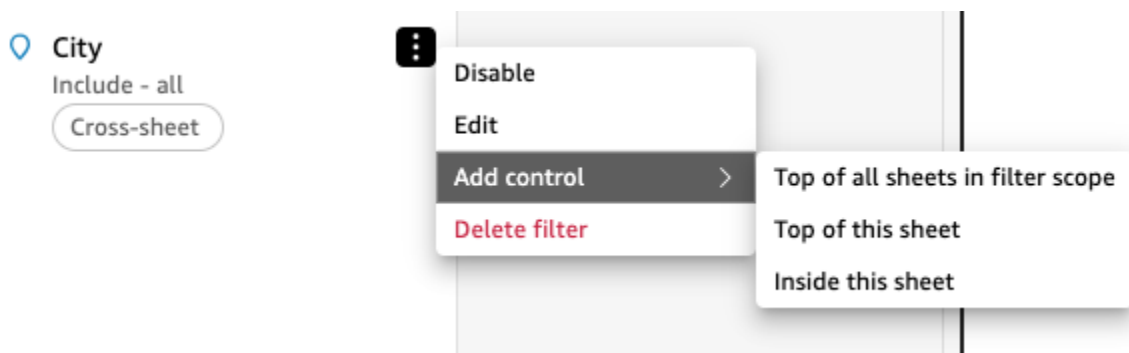 City
Include - all
Cross-sheet
Disable
Edit
Add control
Delete filter
Top of all sheets in filter scope
Top of this sheet
Inside this sheet